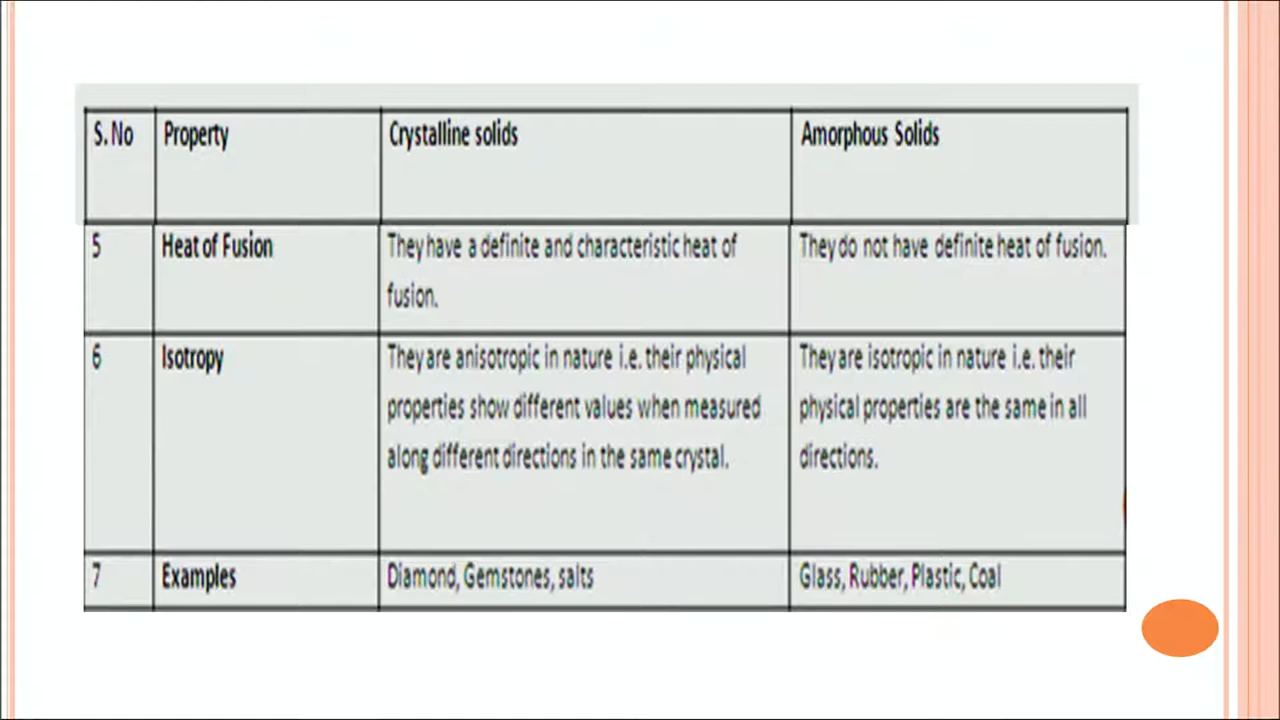 S. No Property Crystalline solids Amorphous Solids
5 Heat of Fusion They have a definite and characteristic heat of They do not have definite heat of fusion.
fusion.
6 Isotropy They are anisotropic in nature i.e. their physical They are isotropic in nature i.e. their
properties show different values when measured physical properties are the same in all
along different directions in the same crystal. directions.
7 Examples Diamond, Gemstones, salts Glass, Rubber, Plastic, Coal